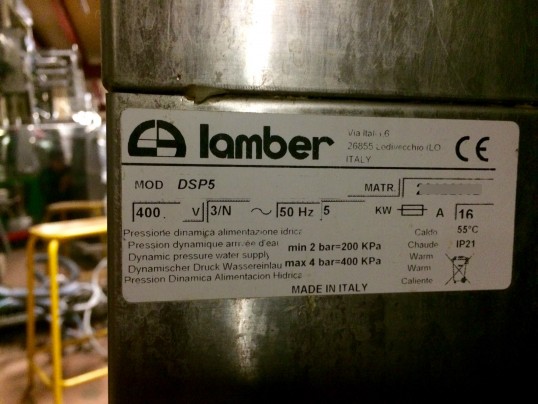 lamber
Via Italia 6
26855 Lodivecchio (LO)
ITALY
CE
MOD DSP5
MATR.
400. V 3/N ~ 50 Hz 5 KW A 16
Pressione dinamica alimentazione idrica
Pression dynamique arrivée d'eau
Dynamic pressure water supply
Dynamischer Druck Wassereinlau
Pression Dinamica Alimentacion Hidrica
min 2 bar=200 KPa
max 4 bar=400 KPa
Caldo 55°C
Chaude IP21
Warm
Warm
Caliente
MADE IN ITALY